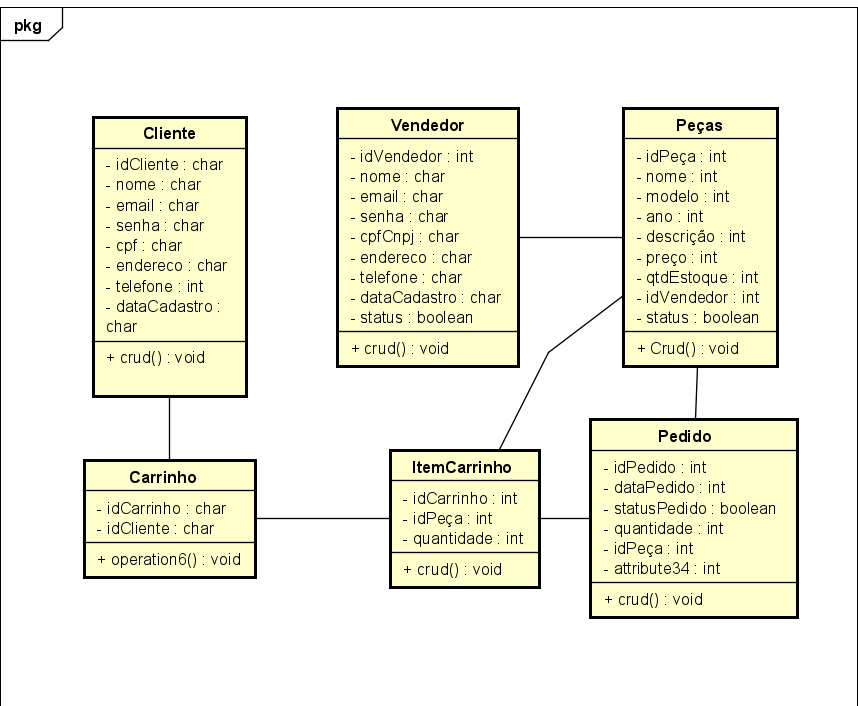 pkg
Cliente
- idCliente : char
- nome : char
- email : char
- senha : char
- cpf : char
- endereco : char
- telefone : int
- dataCadastro :
char
+ crud() : void
Vendedor
- idVendedor : int
- nome : char
- email : char
- senha : char
- cpfCnpj : char
- endereco : char
- telefone : char
- dataCadastro : char
- status : boolean
+ crud() : void
Peças
- idPeça : int
- nome : int
- modelo : int
- ano : int
- descrição : int
- preço : int
- qtdEstoque : int
- idVendedor : int
- status : boolean
+ Crud() : void
Carrinho
- idCarrinho : char
- idCliente : char
+ operation6() : void
ItemCarrinho
- idCarrinho : int
- idPeça : int
- quantidade : int
+ crud() : void
Pedido
- idPedido : int
- dataPedido : int
- statusPedido : boolean
- quantidade : int
- idPeça : int
- attribute34 : int
+ crud() : void